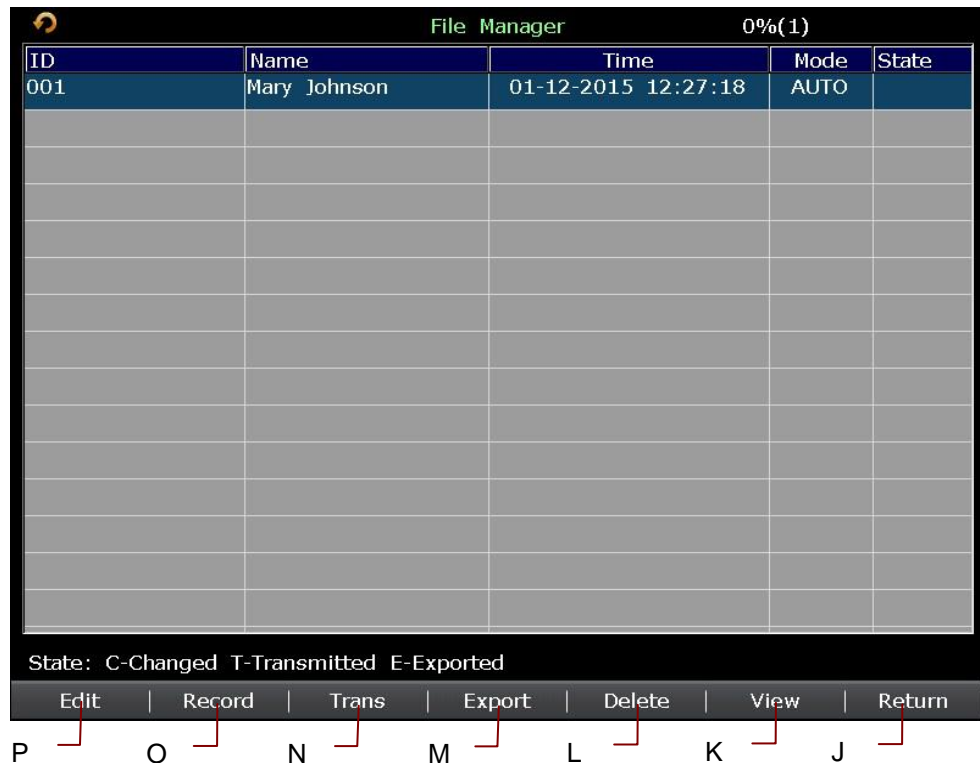 File Manager 0%(1)
ID Name Time Mode State
001 Mary Johnson 01-12-2015 12:27:18 AUTO
State: C-Changed T-Transmitted E-Exported
Edit | Record | Trans | Export | Delete | View | Return
P O N M L K J